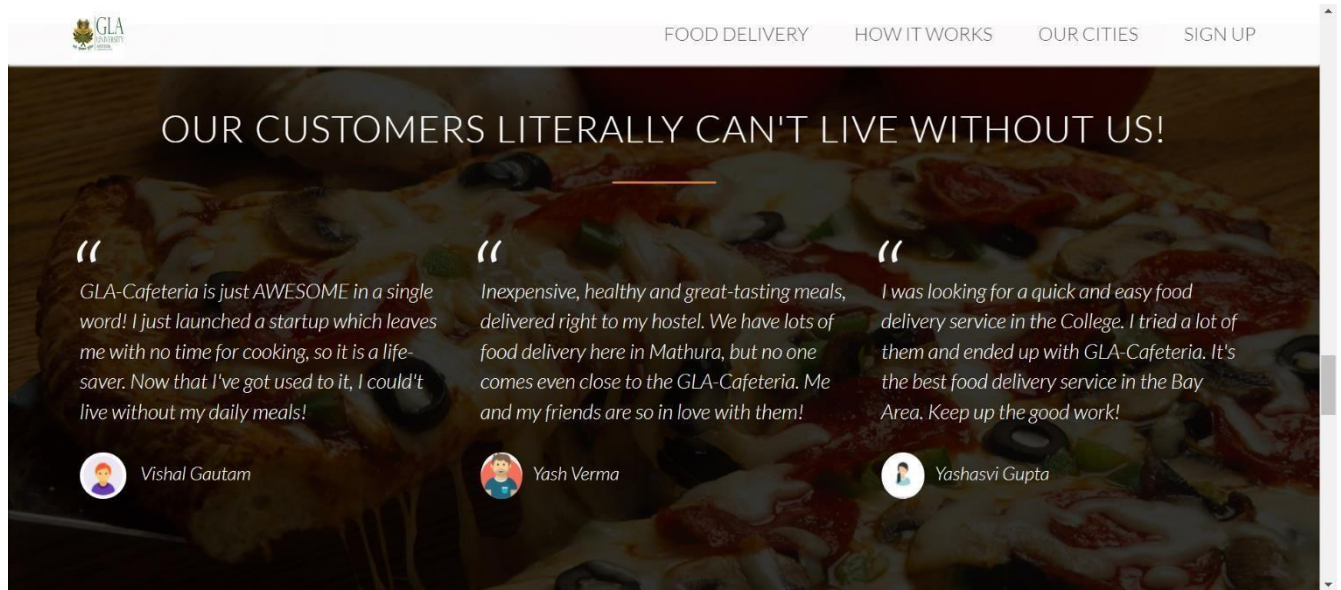 GLA
UNIVERSITY
FOOD DELIVERY HOW IT WORKS OUR CITIES SIGN UP
OUR CUSTOMERS LITERALLY CAN'T LIVE WITHOUT US!
“
GLA-Cafeteria is just AWESOME in a single
word! I just launched a startup which leaves
me with no time for cooking, so it is a life-
saver. Now that I've got used to it, I could't
live without my daily meals!
Vishal Gautam
“
Inexpensive, healthy and great-tasting meals,
delivered right to my hostel. We have lots of
food delivery here in Mathura, but no one
comes even close to the GLA-Cafeteria. Me
and my friends are so in love with them!
Yash Verma
“
I was looking for a quick and easy food
delivery service in the College. I tried a lot of
them and ended up with GLA-Cafeteria. It's
the best food delivery service in the Bay
Area. Keep up the good work!
Yashasvi Gupta